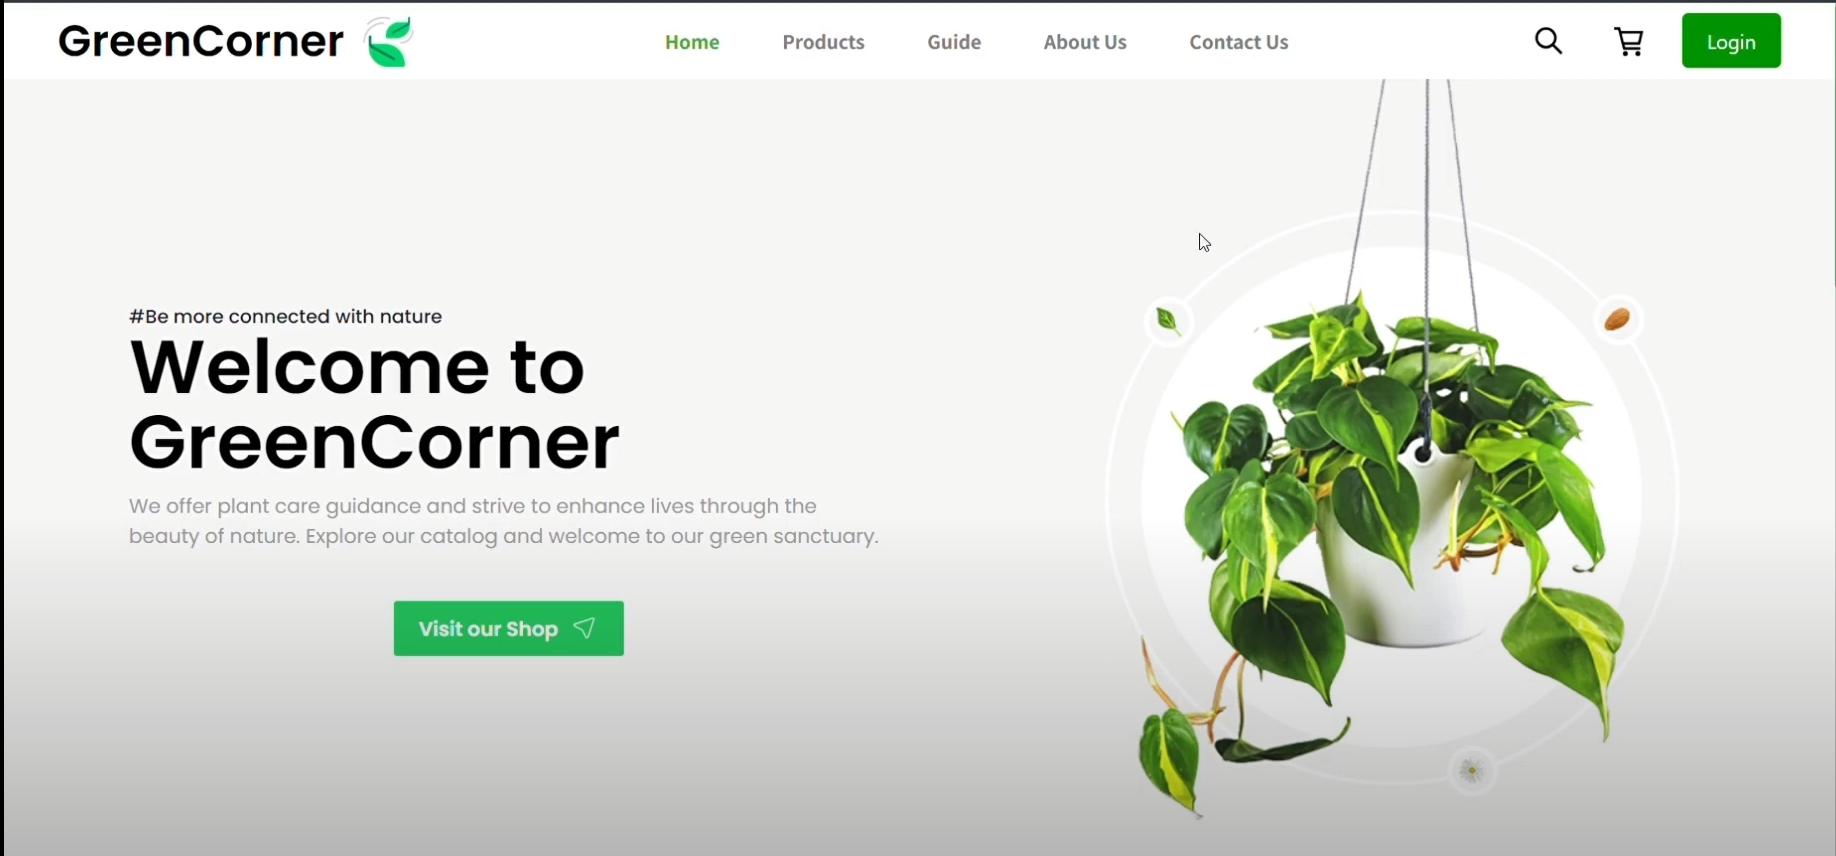 GreenCorner
Home
Products
Guide
About Us
Contact Us
Login
#Be more connected with nature
Welcome to
GreenCorner
We offer plant care guidance and strive to enhance lives through the
beauty of nature. Explore our catalog and welcome to our green sanctuary.
Visit our Shop